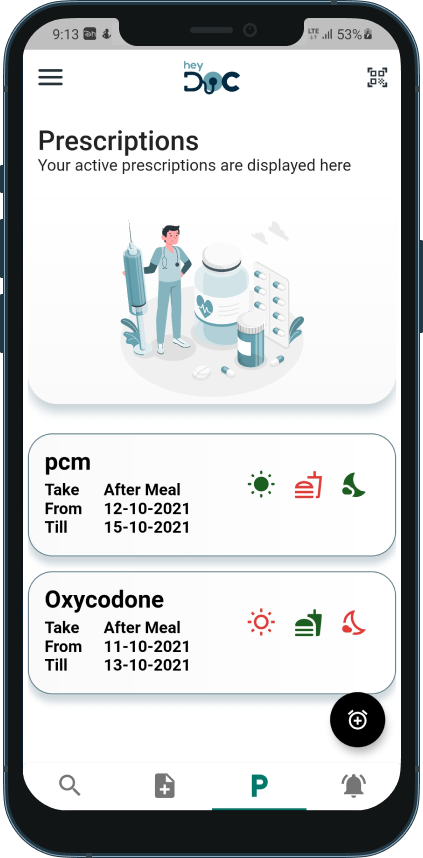 9:13
LTE
53%
hey
DOC
Prescriptions
Your active prescriptions are displayed here
pcm
Take After Meal
From 12-10-2021
Till 15-10-2021
Oxycodone
Take After Meal
From 11-10-2021
Till 13-10-2021
P